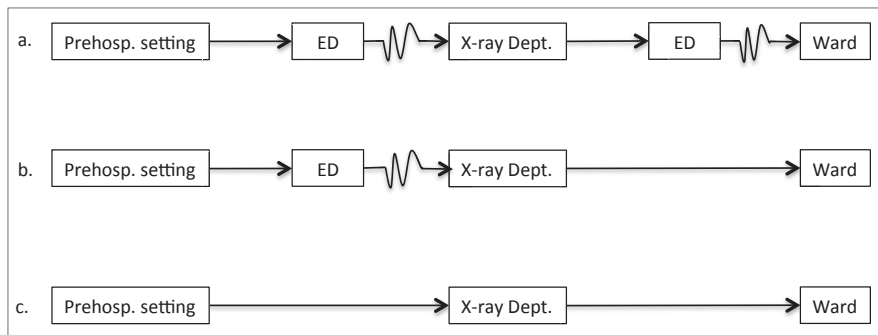 a. Prehosp. setting ED X-ray Dept. ED Ward
b. Prehosp. setting ED X-ray Dept. Ward
c. Prehosp. setting X-ray Dept. Ward